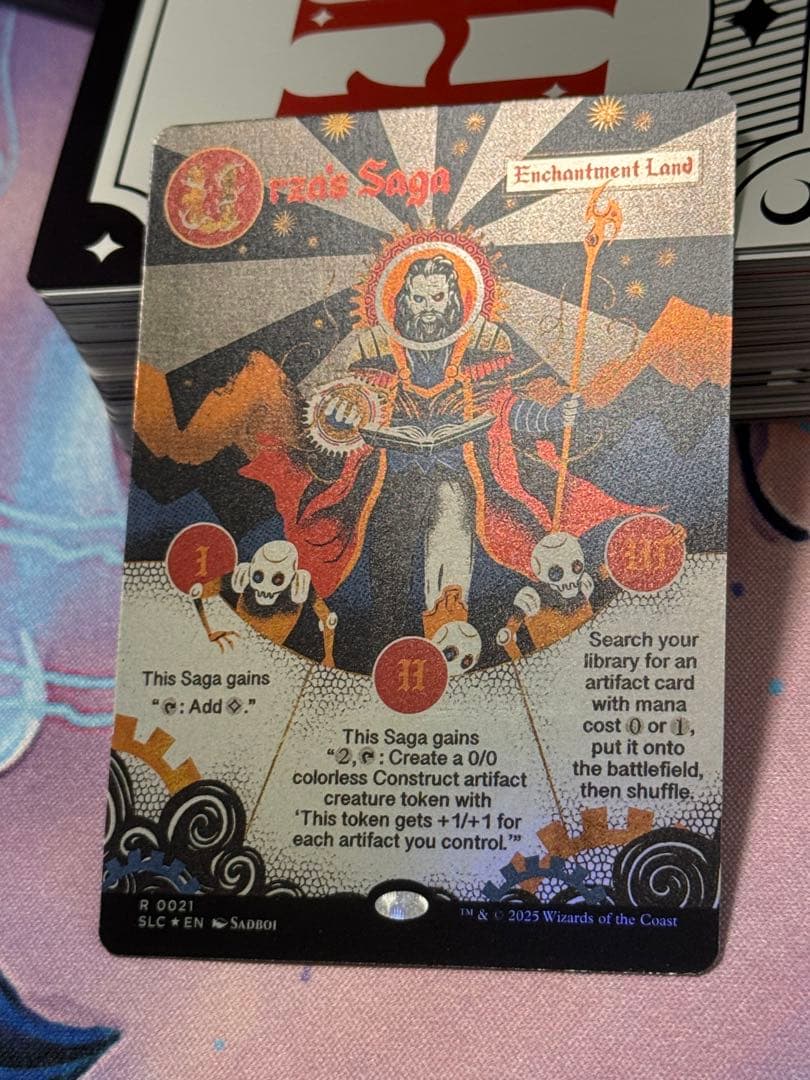 Urza's Saga
Enchantment Land
I
This Saga gains
“: Add .”
II
This Saga gains
“2, : Create a 0/0
colorless Construct artifact
creature token with
‘This token gets +1/+1 for
each artifact you control.’”
III
Search your
library for an
artifact card
with mana
cost 0 or 1,
put it onto
the battlefield,
then shuffle.
R 0021
SLC ★ EN SADBOI
™ & © 2025 Wizards of the Coast